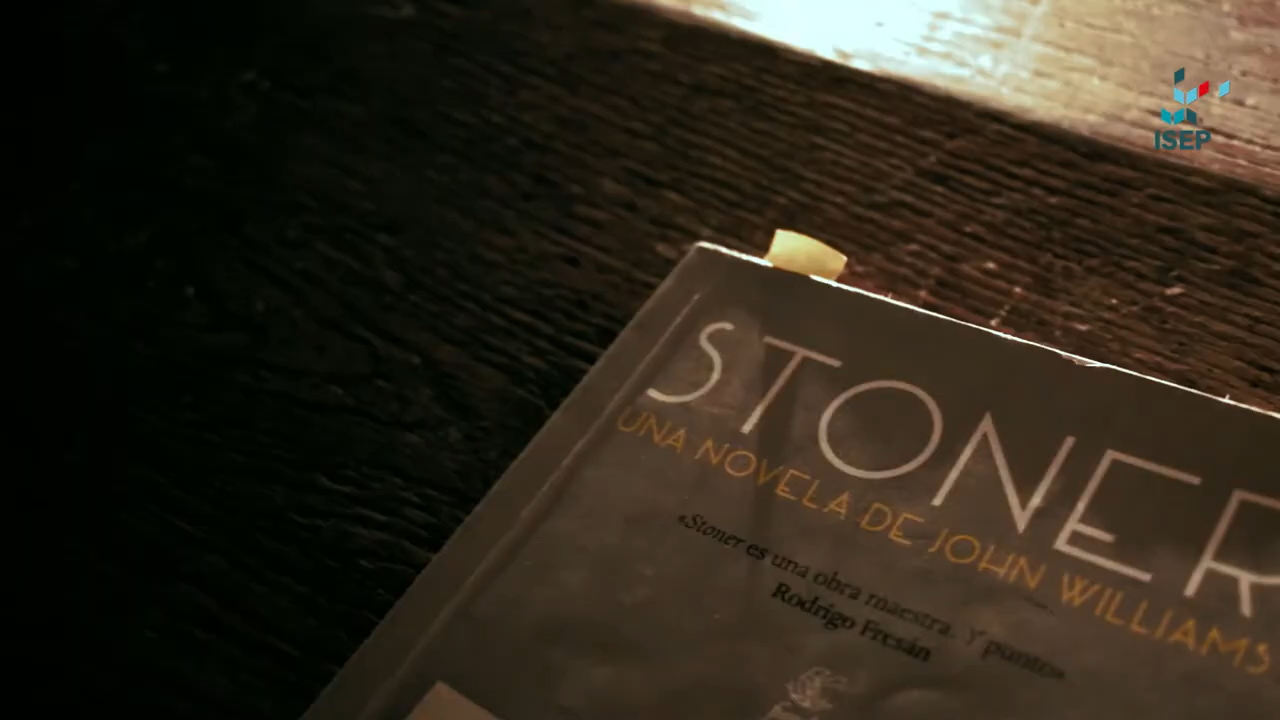 ISEP
STONER
UNA NOVELA DE JOHN WILLIAMS
«Stoner es una obra maestra. Y punto»
Rodrigo Fresán